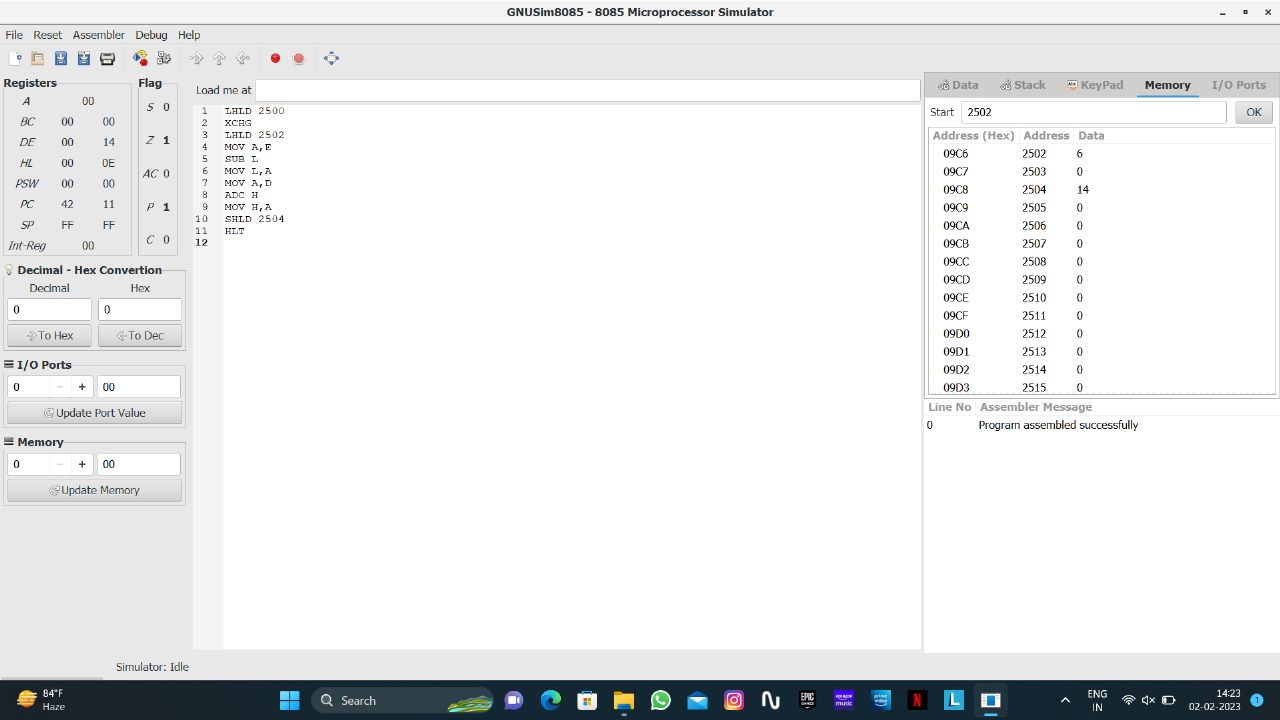 GNUSim8085 - 8085 Microprocessor Simulator
File Reset Assembler Debug Help
Registers
A 00
BC 00 00
DE 00 14
HL 00 0E
PSW 00 00
PC 42 11
SP FF FF
Int-Reg 00
Flag
S 0
Z 1
AC 0
P 1
C 0
Decimal - Hex Convertion
Decimal Hex
0 0
To Hex To Dec
I/O Ports
0 − + 00
Update Port Value
Memory
0 − + 00
Update Memory
Load me at
1 LHLD 2500
2 XCHG
3 LHLD 2502
4 MOV A,E
5 SUB L
6 MOV L,A
7 MOV A,D
8 ADC H
9 MOV H,A
10 SHLD 2504
11 HLT
12
Data Stack KeyPad Memory I/O Ports
Start 2502 OK
Address (Hex) Address Data
09C6 2502 6
09C7 2503 0
09C8 2504 14
09C9 2505 0
09CA 2506 0
09CB 2507 0
09CC 2508 0
09CD 2509 0
09CE 2510 0
09CF 2511 0
09D0 2512 0
09D1 2513 0
09D2 2514 0
09D3 2515 0
Line No Assembler Message
0 Program assembled successfully
Simulator: Idle
84°F
Haze
Search
EPIC GAMES
amazon music
prime video
N
L
ENG
IN
14:23
02-02-2023
1